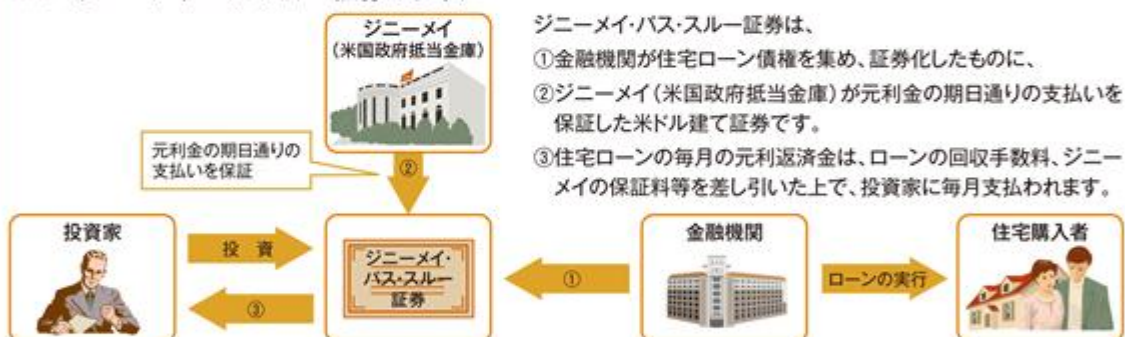 ジニーメイ
（米国政府抵当金庫）
ジニーメイ・パス・スルー証券は、
①金融機関が住宅ローン債権を集め、証券化したものに、
②ジニーメイ（米国政府抵当金庫）が元利金の期日通りの支払いを
保証した米ドル建て証券です。
③住宅ローンの毎月の元利返済金は、ローンの回収手数料、ジニー
メイの保証料等を差し引いた上で、投資家に毎月支払われます。
元利金の期日通りの
支払いを保証
②
投資家
投 資
③
ジニーメイ・
パス・スルー
証券
①
金融機関
ローンの実行
住宅購入者